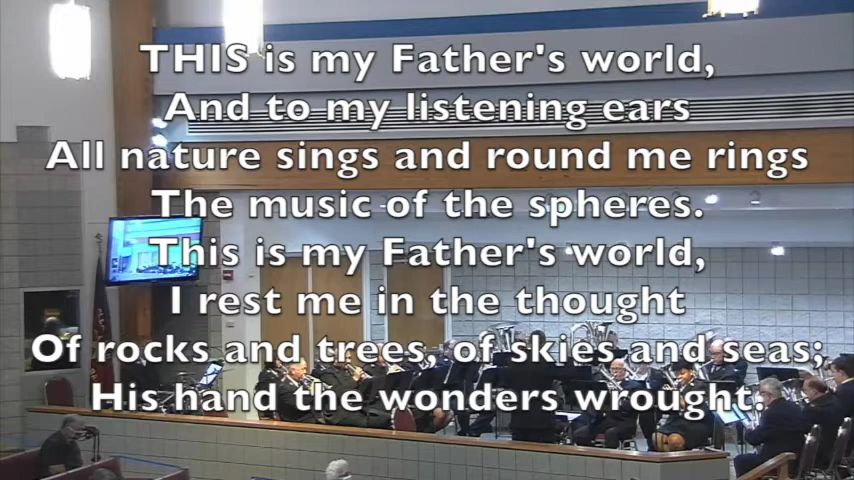 THIS is my Father's world,
And to my listening ears
All nature sings and round me rings
The music of the spheres.
This is my Father's world,
I rest me in the thought
Of rocks and trees, of skies and seas;
His hand the wonders wrought.